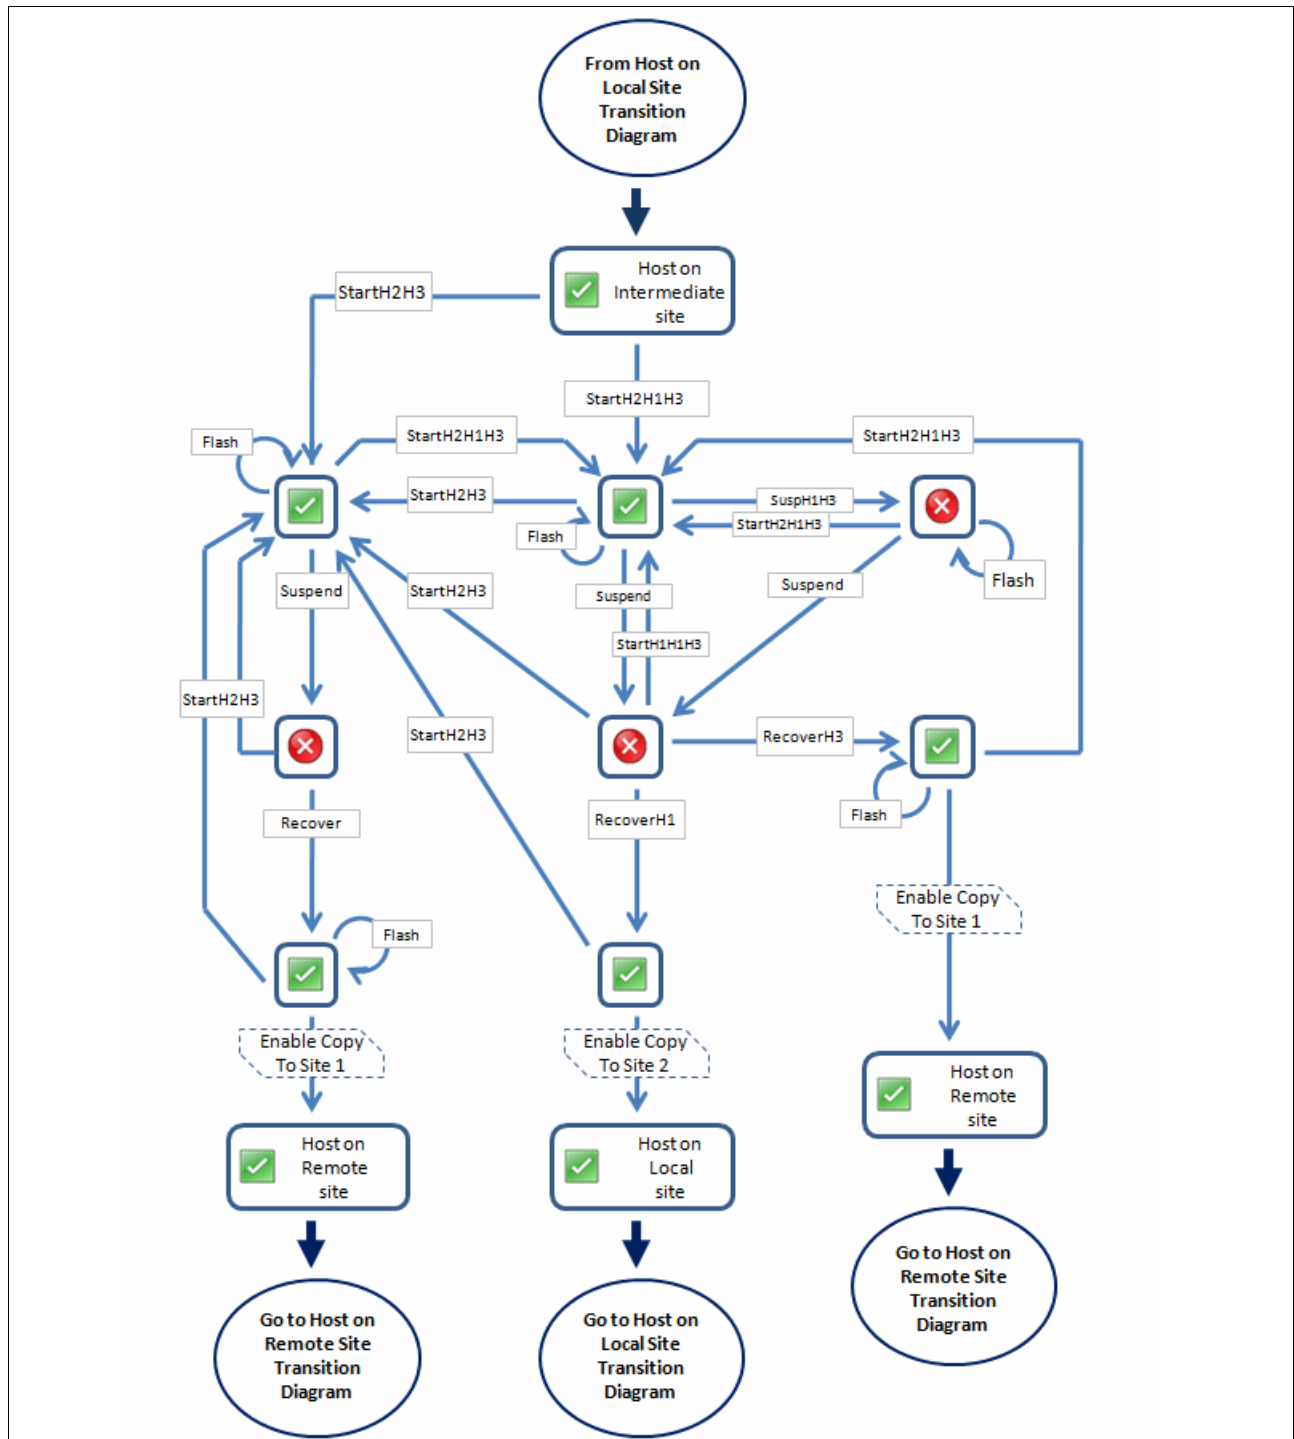 From Host on
Local Site
Transition
Diagram
Host on
Intermediate
site
StartH2H3
StartH2H1H3
Flash
StartH2H1H3
StartH2H1H3
StartH2H3
SuspH1H3
StartH2H1H3
Flash
Flash
Suspend
StartH2H3
Suspend
Suspend
StartH1H1H3
StartH2H3
StartH2H3
RecoverH3
Recover
RecoverH1
Flash
Enable Copy
To Site 1
Flash
Enable Copy
To Site 1
Enable Copy
To Site 2
Host on
Remote
site
Host on
Remote
site
Host on
Local
site
Go to Host on
Remote Site
Transition
Diagram
Go to Host on
Remote Site
Transition
Diagram
Go to Host on
Local Site
Transition
Diagram